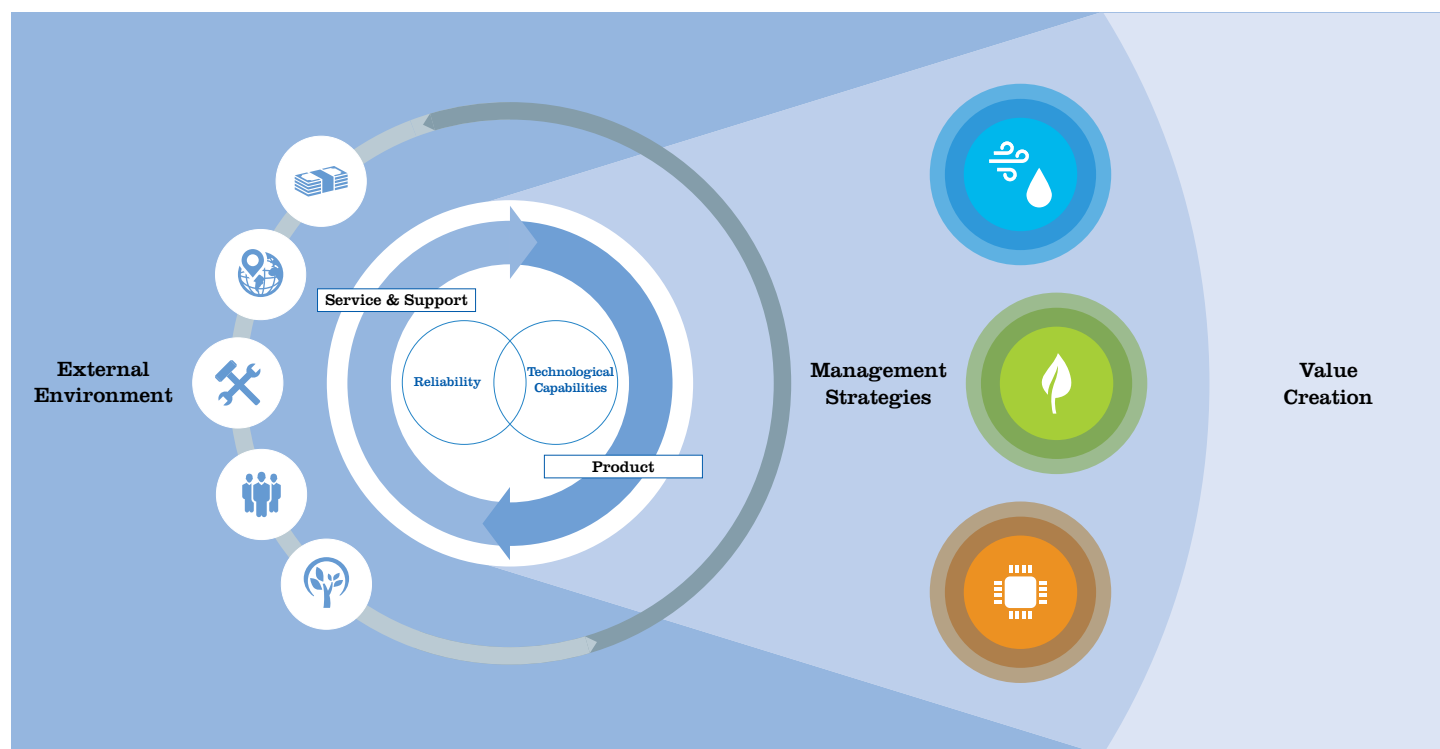 External
Environment
Service & Support
Reliability
Technological
Capabilities
Product
Management
Strategies
Value
Creation